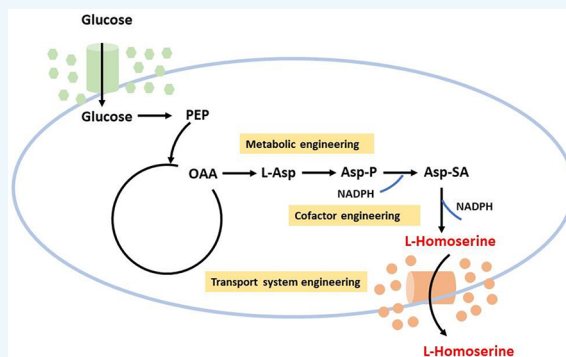 Glucose
Glucose
PEP
Metabolic engineering
OAA
L-Asp
Asp-P
Asp-SA
NADPH
NADPH
Cofactor engineering
L-Homoserine
Transport system engineering
L-Homoserine